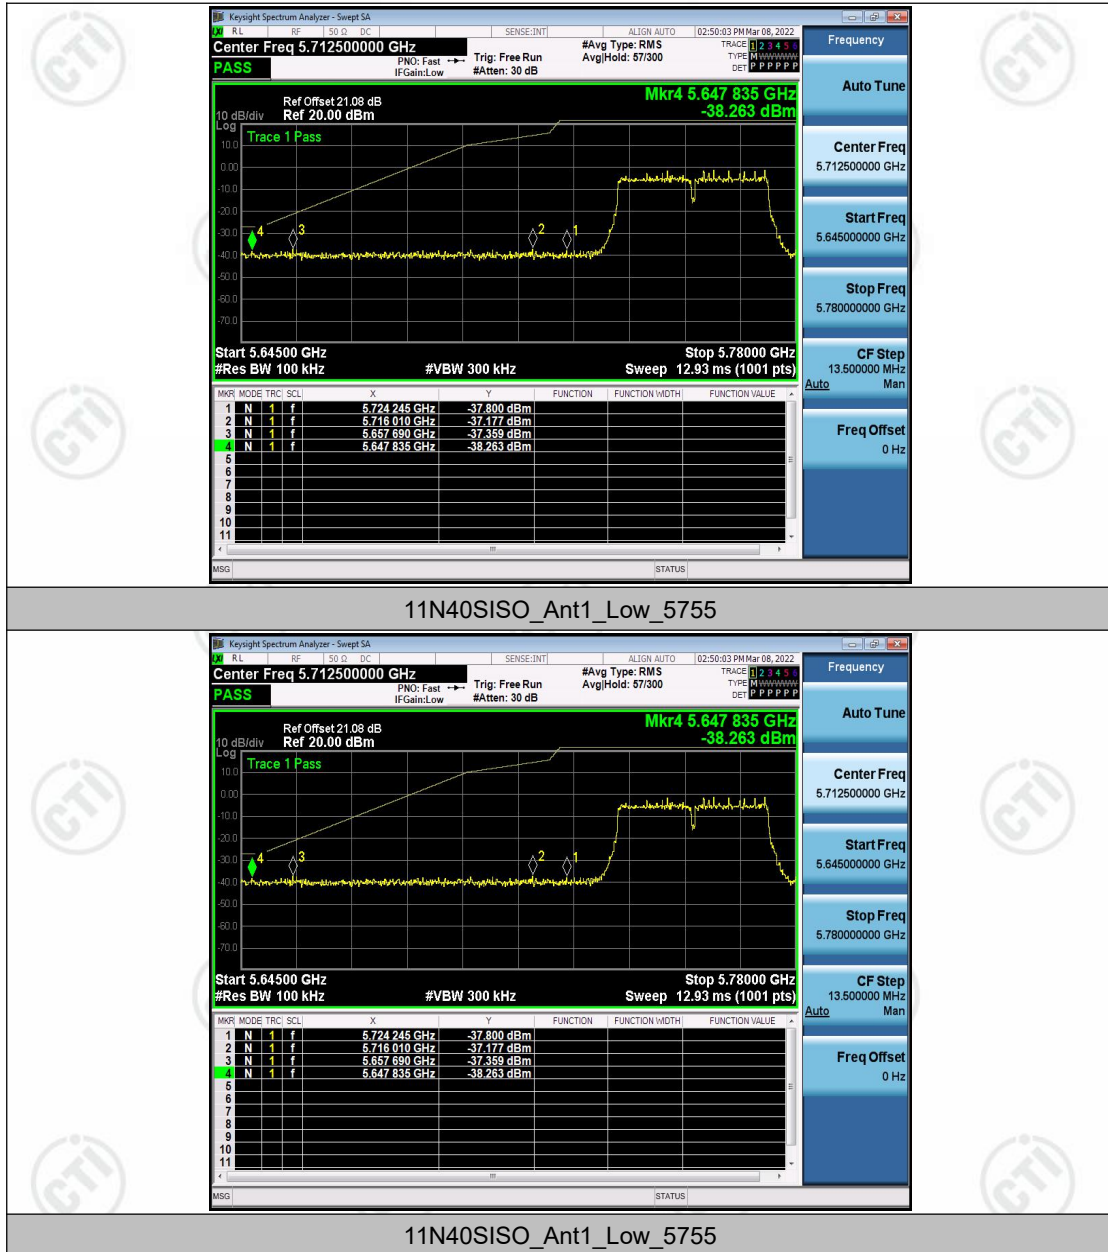 Keysight Spectrum Analyzer - Swept SA
RL RF 50 Ω DC SENSE:INT ALIGN AUTO 02:50:03 PM Mar 08, 2022
Center Freq 5.712500000 GHz
PASS
PNO: Fast
IFGain:Low
Trig: Free Run
#Atten: 30 dB
#Avg Type: RMS
Avg|Hold: 57/300
TRACE 1 2 3 4 5 6
TYPE M WWWWW
DET P P P P P P
Mkr4 5.647 835 GHz
-38.263 dBm
Ref Offset 21.08 dB
10 dB/div Ref 20.00 dBm
Log
Trace 1 Pass
10.0
0.00
-10.0
-20.0
-30.0
-40.0
-50.0
-60.0
-70.0
4 3 2 1
Start 5.64500 GHz Stop 5.78000 GHz
#Res BW 100 kHz #VBW 300 kHz Sweep 12.93 ms (1001 pts)
MKR MODE TRC SCL X Y FUNCTION FUNCTION WIDTH FUNCTION VALUE
1 N 1 f 5.724 245 GHz -37.800 dBm
2 N 1 f 5.716 010 GHz -37.177 dBm
3 N 1 f 5.657 690 GHz -37.359 dBm
4 N 1 f 5.647 835 GHz -38.263 dBm
5
6
7
8
9
10
11
MSG STATUS
Frequency
Auto Tune
Center Freq
5.712500000 GHz
Start Freq
5.645000000 GHz
Stop Freq
5.780000000 GHz
CF Step
13.500000 MHz
Auto Man
Freq Offset
0 Hz
CTI
CTI
CTI
CTI
11N40SISO_Ant1_Low_5755
Keysight Spectrum Analyzer - Swept SA
RL RF 50 Ω DC SENSE:INT ALIGN AUTO 02:50:03 PM Mar 08, 2022
Center Freq 5.712500000 GHz
PASS
PNO: Fast
IFGain:Low
Trig: Free Run
#Atten: 30 dB
#Avg Type: RMS
Avg|Hold: 57/300
TRACE 1 2 3 4 5 6
TYPE M WWWWW
DET P P P P P P
Mkr4 5.647 835 GHz
-38.263 dBm
Ref Offset 21.08 dB
10 dB/div Ref 20.00 dBm
Log
Trace 1 Pass
10.0
0.00
-10.0
-20.0
-30.0
-40.0
-50.0
-60.0
-70.0
4 3 2 1
Start 5.64500 GHz Stop 5.78000 GHz
#Res BW 100 kHz #VBW 300 kHz Sweep 12.93 ms (1001 pts)
MKR MODE TRC SCL X Y FUNCTION FUNCTION WIDTH FUNCTION VALUE
1 N 1 f 5.724 245 GHz -37.800 dBm
2 N 1 f 5.716 010 GHz -37.177 dBm
3 N 1 f 5.657 690 GHz -37.359 dBm
4 N 1 f 5.647 835 GHz -38.263 dBm
5
6
7
8
9
10
11
MSG STATUS
Frequency
Auto Tune
Center Freq
5.712500000 GHz
Start Freq
5.645000000 GHz
Stop Freq
5.780000000 GHz
CF Step
13.500000 MHz
Auto Man
Freq Offset
0 Hz
CTI
CTI
CTI
CTI
11N40SISO_Ant1_Low_5755